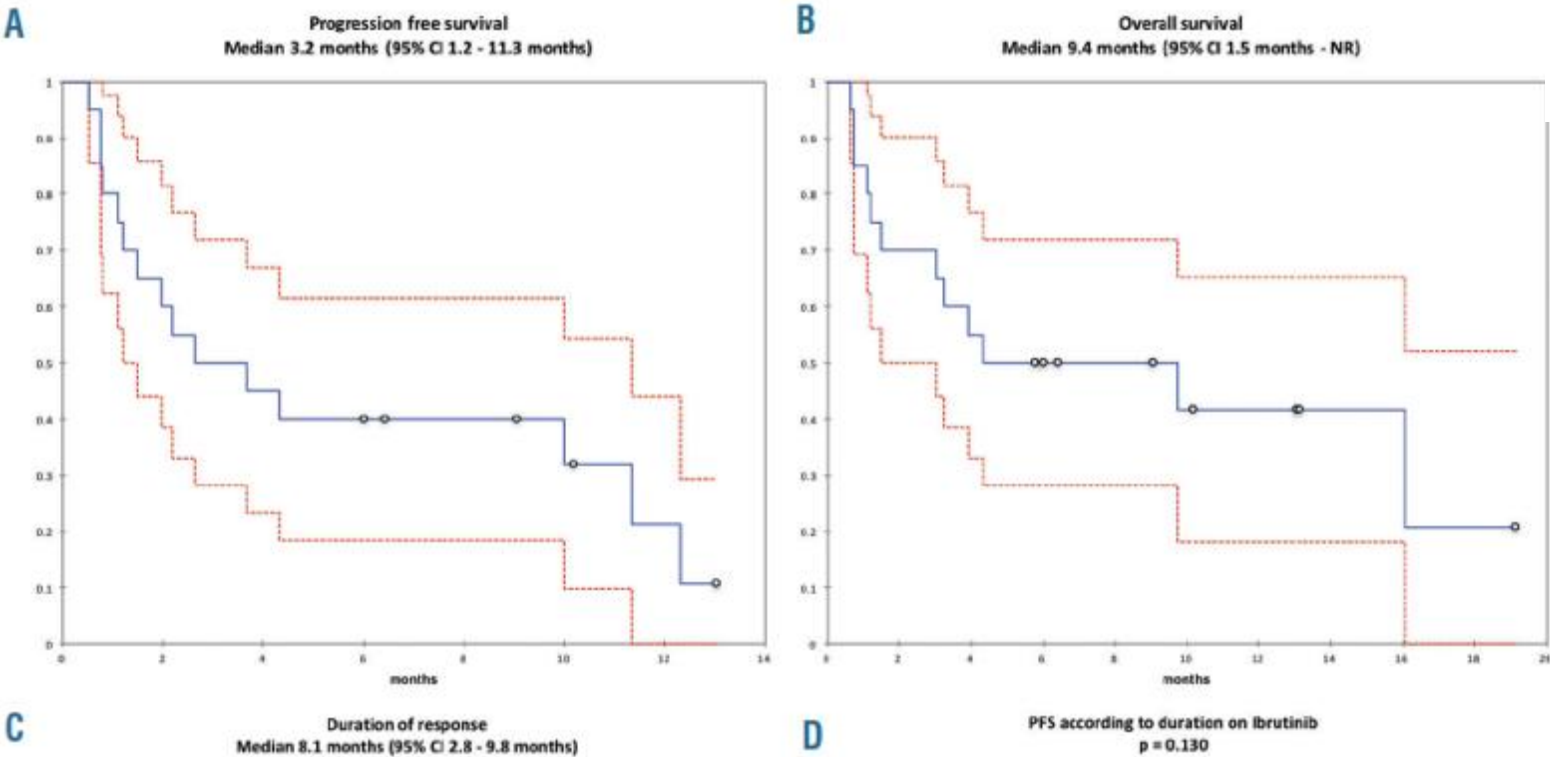 A
Progression free survival
Median 3.2 months (95% CI 1.2 - 11.3 months)
1
0.9
0.8
0.7
0.6
0.5
0.4
0.3
0.2
0.1
0
0 2 4 6 8 10 12 14
months
B
Overall survival
Median 9.4 months (95% CI 1.5 months - NR)
1
0.9
0.8
0.7
0.6
0.5
0.4
0.3
0.2
0.1
0
0 2 4 6 8 10 12 14 16 18 20
months
C
Duration of response
Median 8.1 months (95% CI 2.8 - 9.8 months)
D
PFS according to duration on Ibrutinib
p = 0.130